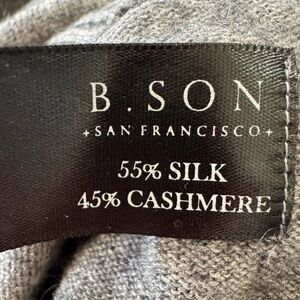 B.SON
+SAN FRANCISCO+
55% SILK
45% CASHMERE